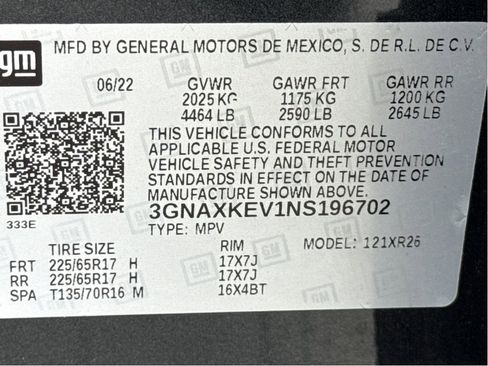 gm MFD BY GENERAL MOTORS DE MEXICO, S. DE R.L. DE C.V.
06/22 GVWR GAWR FRT GAWR RR
2025 KG 1175 KG 1200 KG
4464 LB 2590 LB 2645 LB
THIS VEHICLE CONFORMS TO ALL
APPLICABLE U.S. FEDERAL MOTOR
VEHICLE SAFETY AND THEFT PREVENTION
STANDARDS IN EFFECT ON THE DATE OF
MANUFACTURE SHOWN ABOVE.
333E 3GNAXKEV1NS196702
TYPE: MPV MODEL: 121XR26
TIRE SIZE RIM
FRT 225/65R17 H 17X7J
RR 225/65R17 H 17X7J
SPA T135/70R16 M 16X4BT